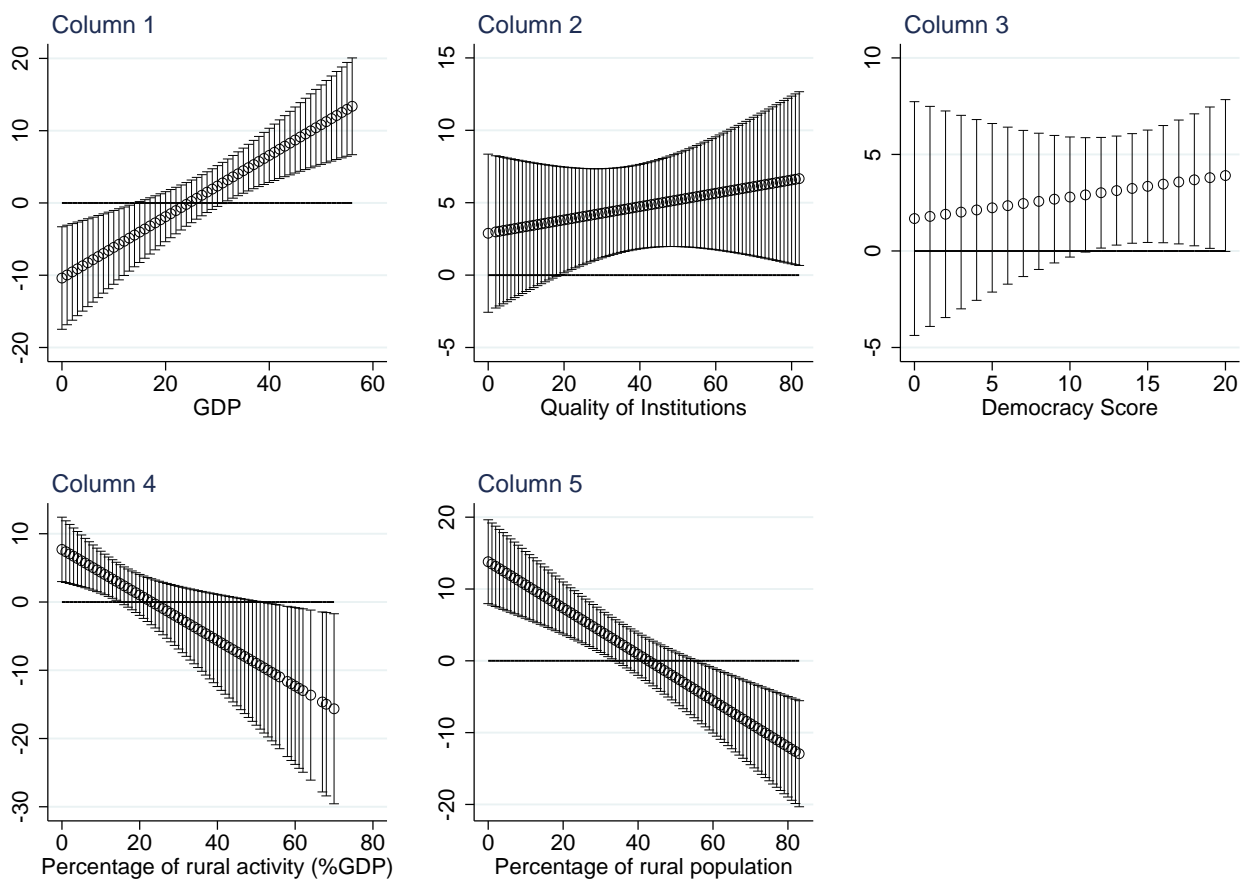 Column 1
20
10
0
-10
-20
0 20 40 60
GDP
Column 2
15
10
5
0
-5
0 20 40 60 80
Quality of Institutions
Column 3
10
5
0
-5
0 5 10 15 20
Democracy Score
Column 4
10
0
-10
-20
-30
0 20 40 60 80
Percentage of rural activity (%GDP)
Column 5
20
10
0
-10
-20
0 20 40 60 80
Percentage of rural population